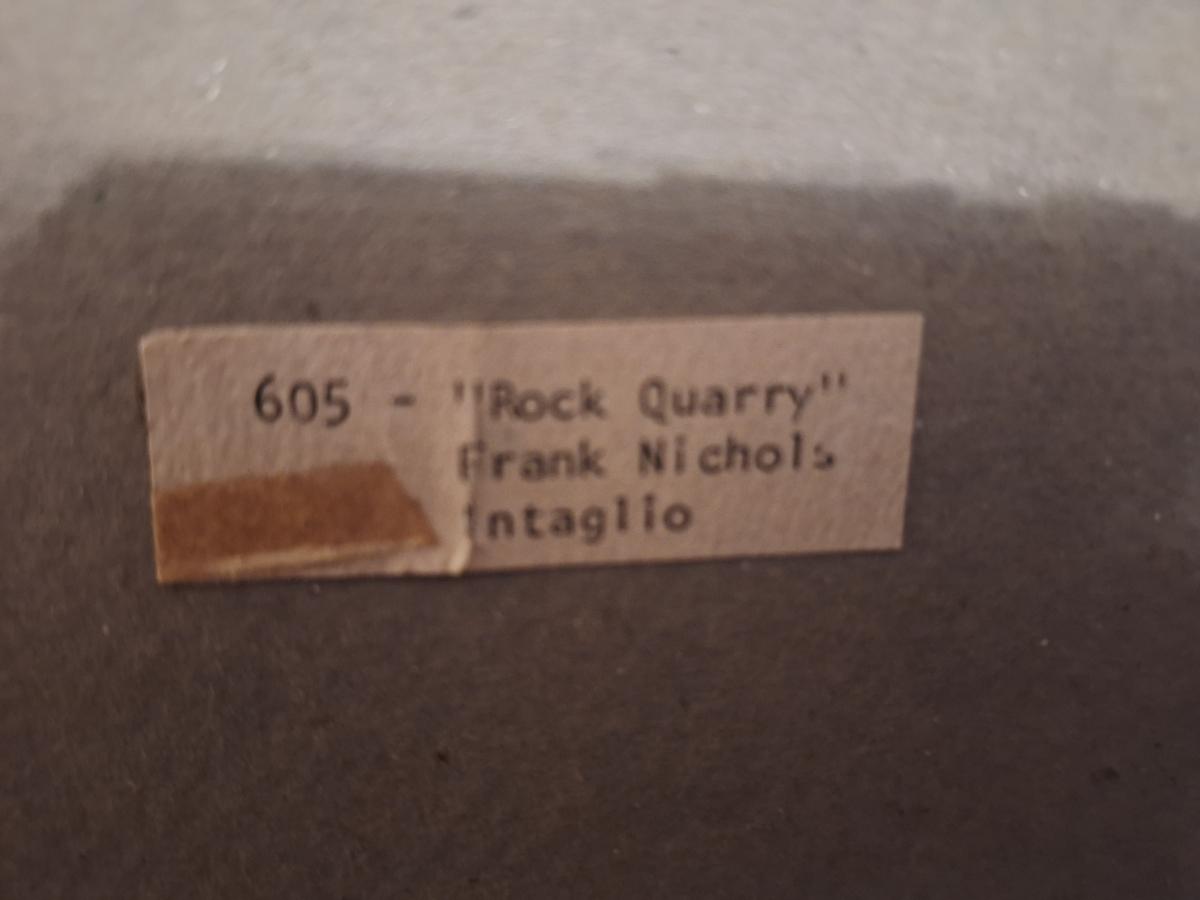 605 - "Rock Quarry"
Frank Nichols
Intaglio